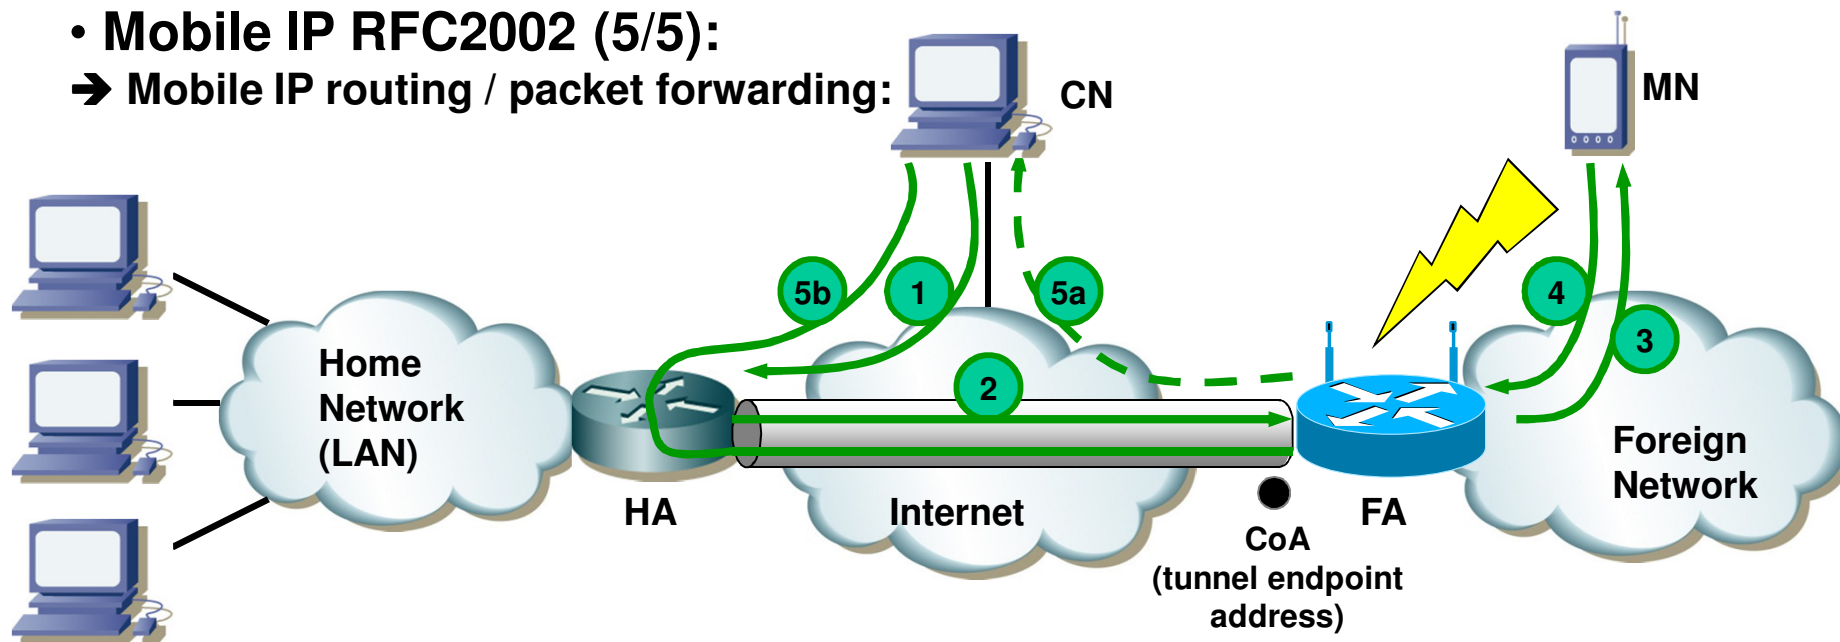 • Mobile IP RFC2002 (5/5):
➔ Mobile IP routing / packet forwarding:
CN
MN
5b
1
5a
4
3
2
Home
Network
(LAN)
HA
Internet
FA
Foreign
Network
CoA
(tunnel endpoint
address)